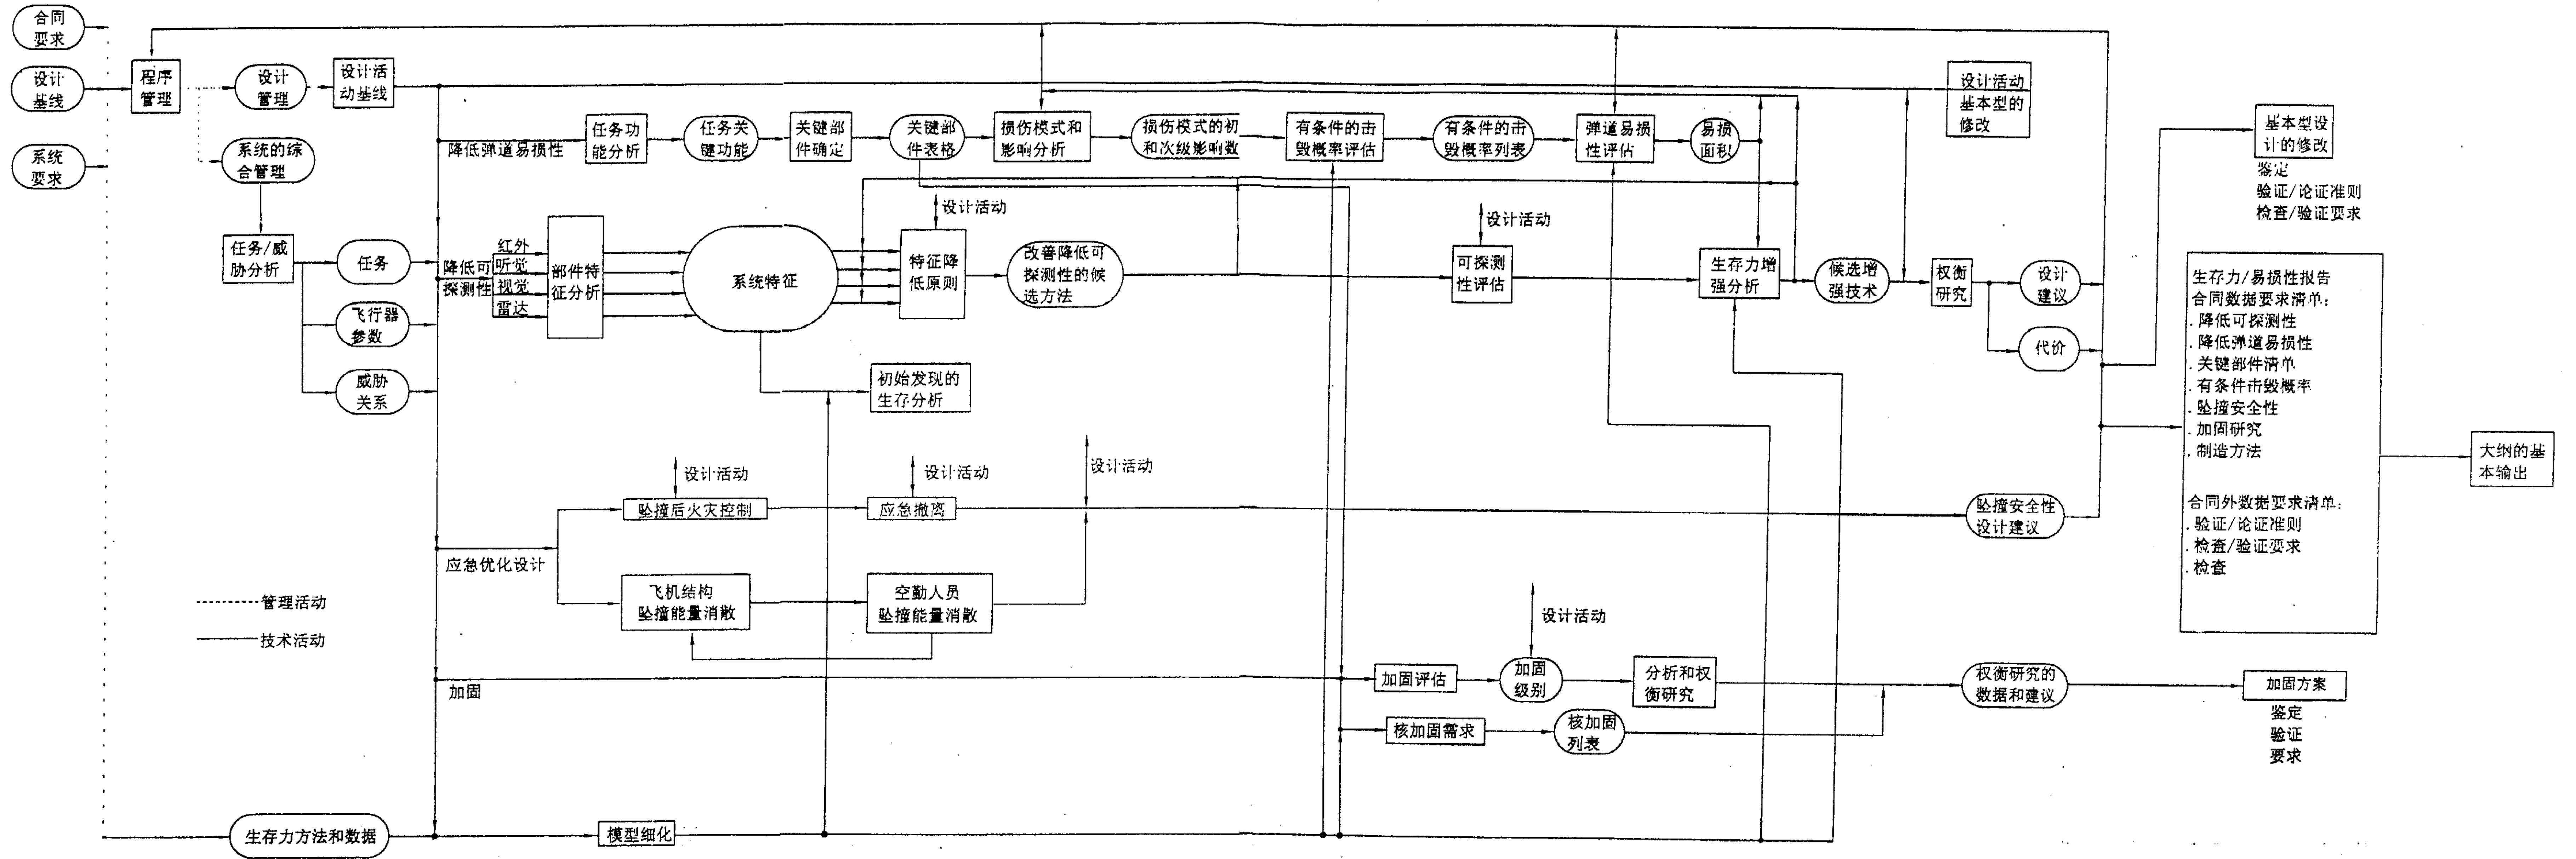 合同
要求
设计
基线
系统
要求
程序
管理
设计
管理
设计活
动基线
系统的综
合管理
任务/威
胁分析
任务
飞行器
参数
威胁
关系
降低弹道易损性
任务功
能分析
任务关
键功能
关键部
件确定
关键部
件表格
损伤模式和
影响分析
损伤模式的初
和次级影响数
有条件的击
毁概率评估
有条件的击
毁概率列表
弹道易损
性评估
易损
面积
设计活动
基本型的
修改
降低可
探测性
红外
听觉
视觉
雷达
部件特
征分析
系统特征
设计活动
特征降
低原则
改善降低可
探测性的候
选方法
设计活动
可探测
性评估
生存力增
强分析
候选增
强技术
权衡
研究
设计
建议
代价
初始发现的
生存分析
基本型设
计的修改
鉴定
验证/论证准则
检查/验证要求
生存力/易损性报告
合同数据要求清单:
.降低可探测性
.降低弹道易损性
.关键部件清单
.有条件击毁概率
.坠撞安全性
.加固研究
.制造方法
合同外数据要求清单:
.验证/论证准则
.检查/验证要求
.检查
大纲的基
本输出
应急优化设计
设计活动
坠撞后火灾控制
设计活动
应急撤离
设计活动
坠撞安全性
设计建议
飞机结构
坠撞能量消散
空勤人员
坠撞能量消散
管理活动
技术活动
加固
加固评估
设计活动
加固
级别
分析和权
衡研究
权衡研究的
数据和建议
加固方案
鉴定
验证
要求
核加固需求
核加固
列表
生存力方法和数据
模型细化